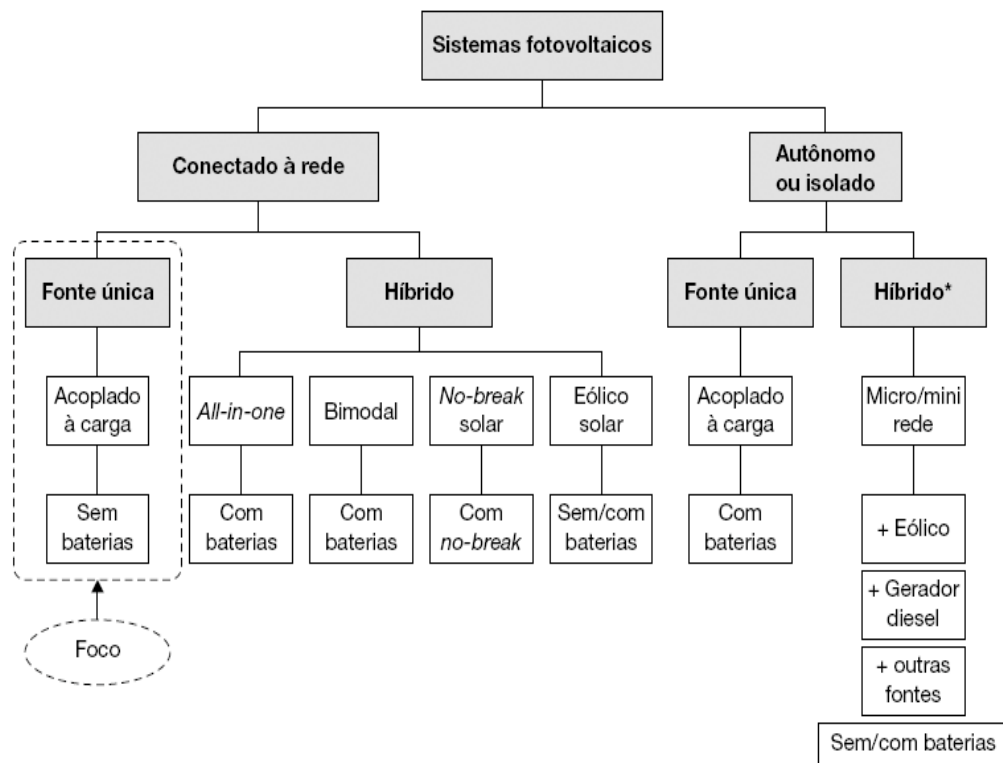 Sistemas fotovoltaicos
Conectado à rede
Autônomo
ou isolado
Fonte única
Híbrido
Fonte única
Híbrido*
Acoplado
à carga
All-in-one
Bimodal
No-break
solar
Eólico
solar
Acoplado
à carga
Micro/mini
rede
Sem
baterias
Com
baterias
Com
baterias
Com
no-break
Sem/com
baterias
Com
baterias
+ Eólico
+ Gerador
diesel
+ outras
fontes
Sem/com baterias
Foco